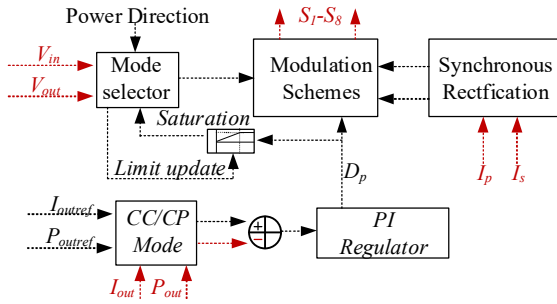 Power Direction
S1-S8
Vin
Vout
Mode
selector
Modulation
Schemes
Synchronous
Rectfication
Saturation
Limit update
Dp
Ip
Is
Ioutref
Poutref
CC/CP
Mode
+
−
PI
Regulator
Iout
Pout